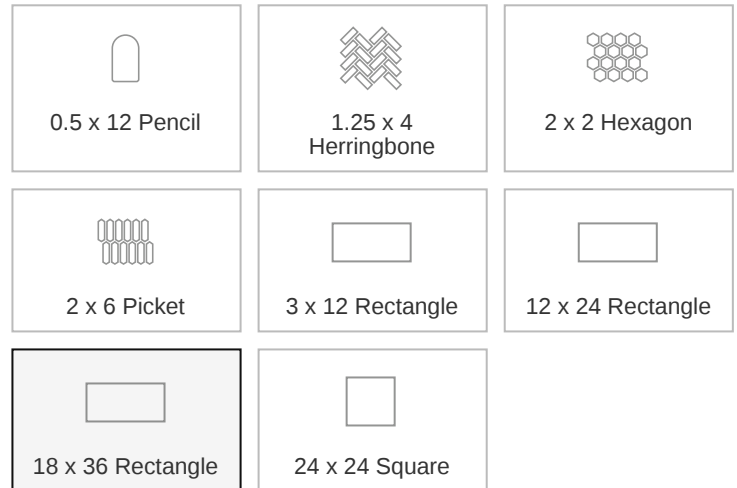 0.5 x 12 Pencil
1.25 x 4
Herringbone
2 x 2 Hexagon
2 x 6 Picket
3 x 12 Rectangle
12 x 24 Rectangle
18 x 36 Rectangle
24 x 24 Square